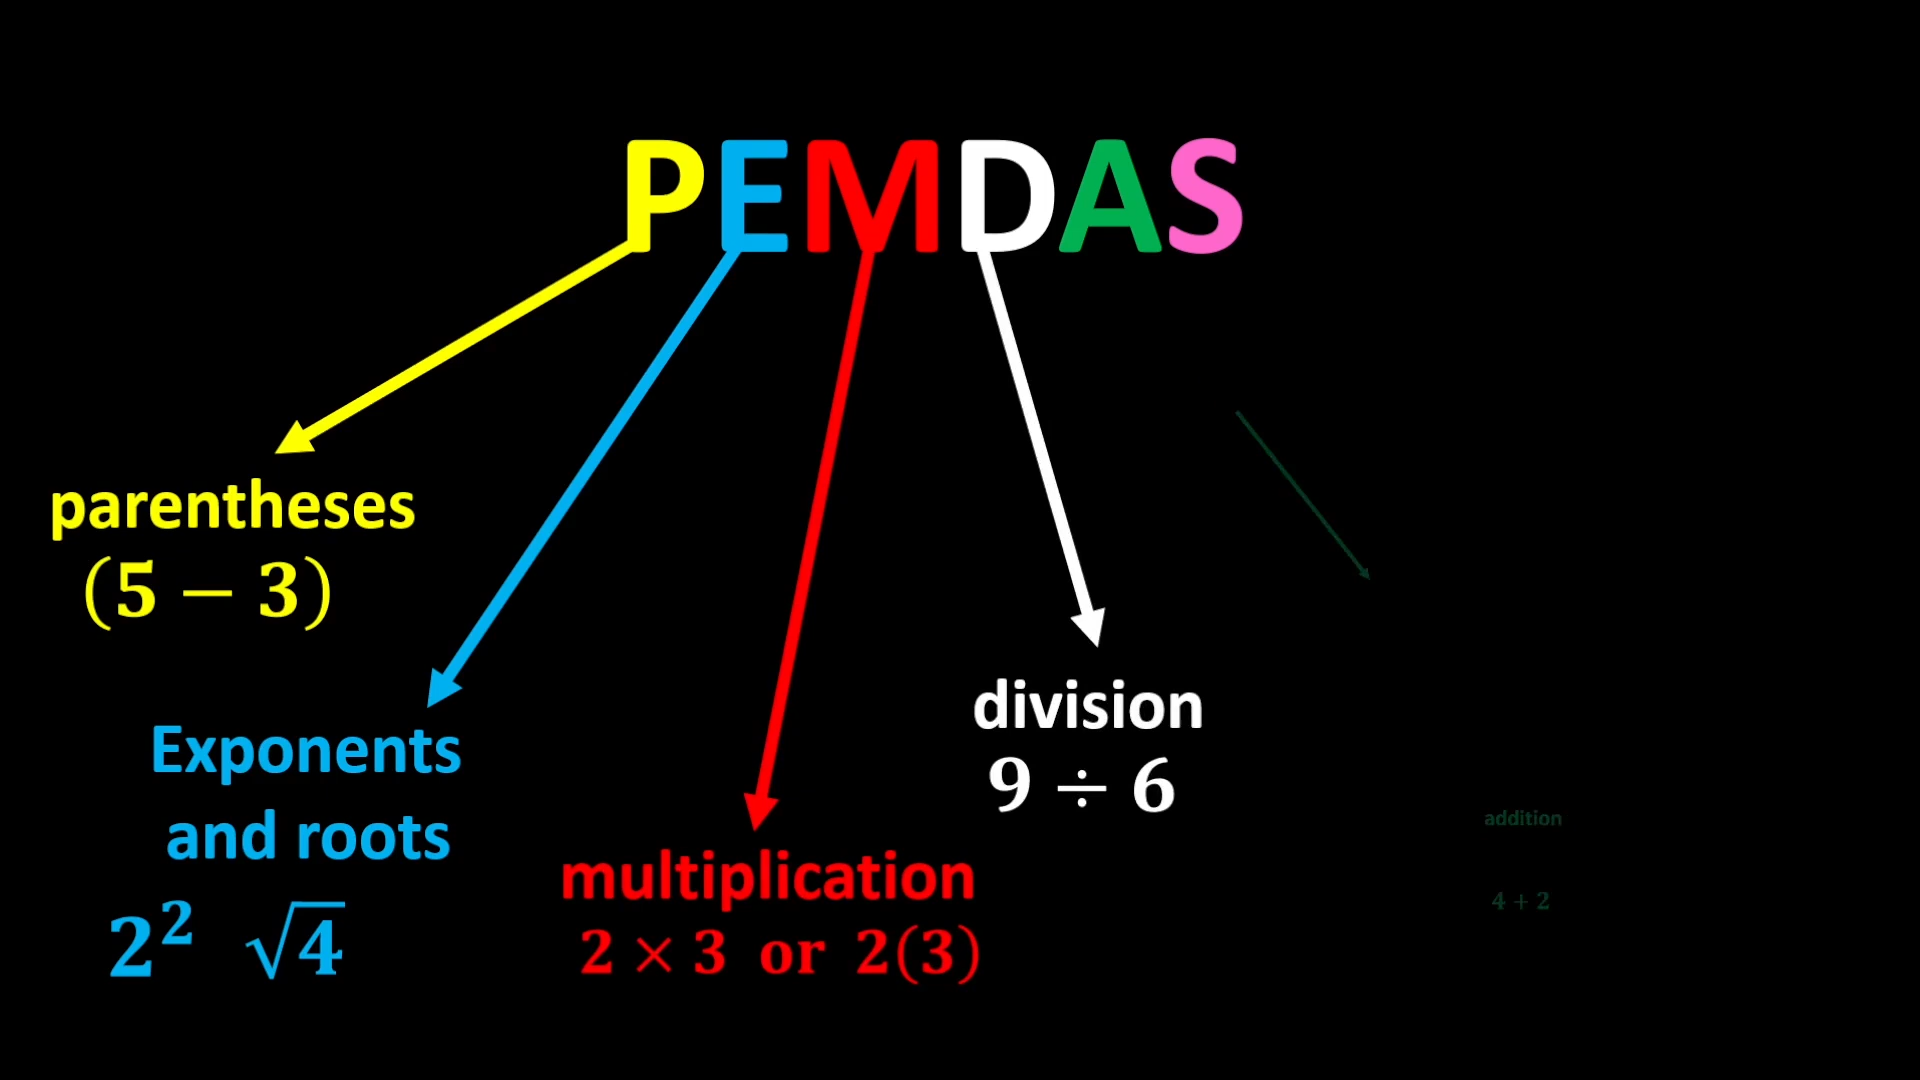 PEMDAS
parentheses
(5 − 3)
Exponents
and roots
2² √4
multiplication
2 × 3 or 2(3)
division
9 ÷ 6
addition
4 + 2